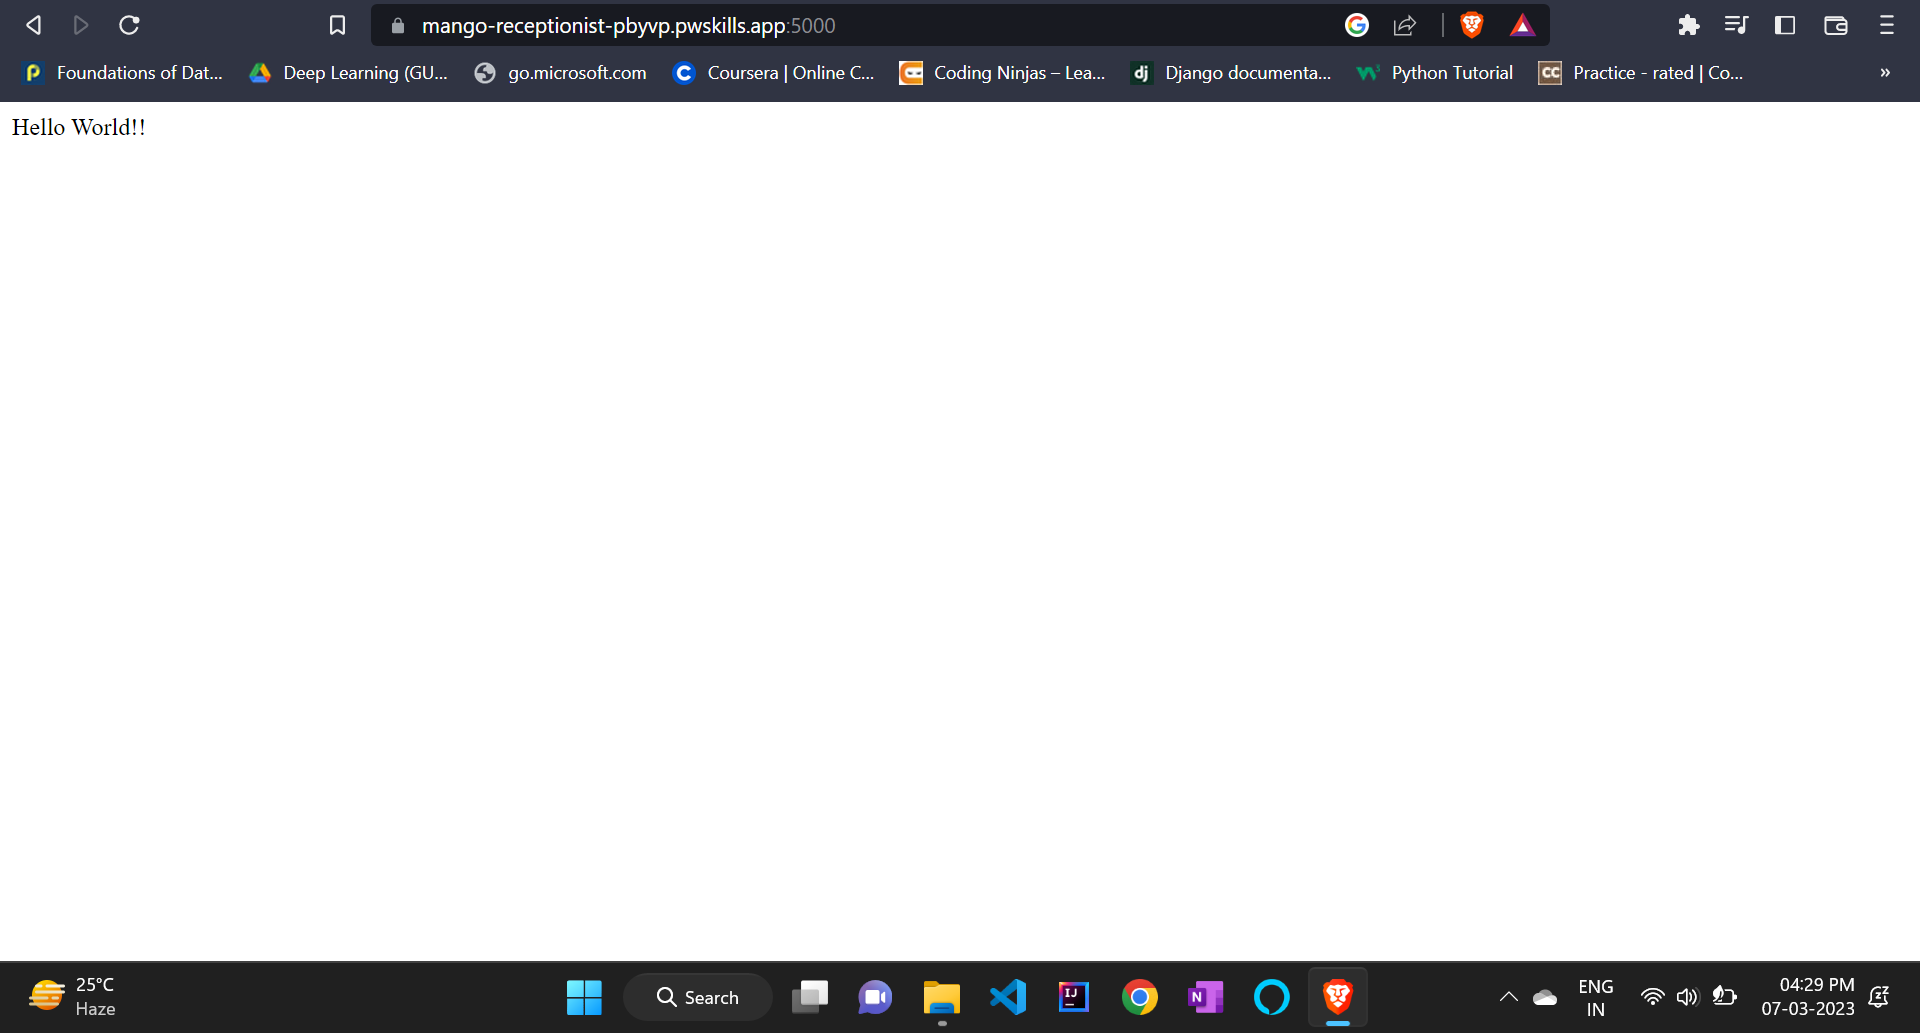 mango-receptionist-pbyvp.pwskills.app:5000
Foundations of Dat... Deep Learning (GU... go.microsoft.com Coursera | Online C... Coding Ninjas – Lea... dj Django documenta... Python Tutorial CC Practice - rated | Co... »
Hello World!!
25°C
Haze
Search
ENG
IN
04:29 PM
07-03-2023